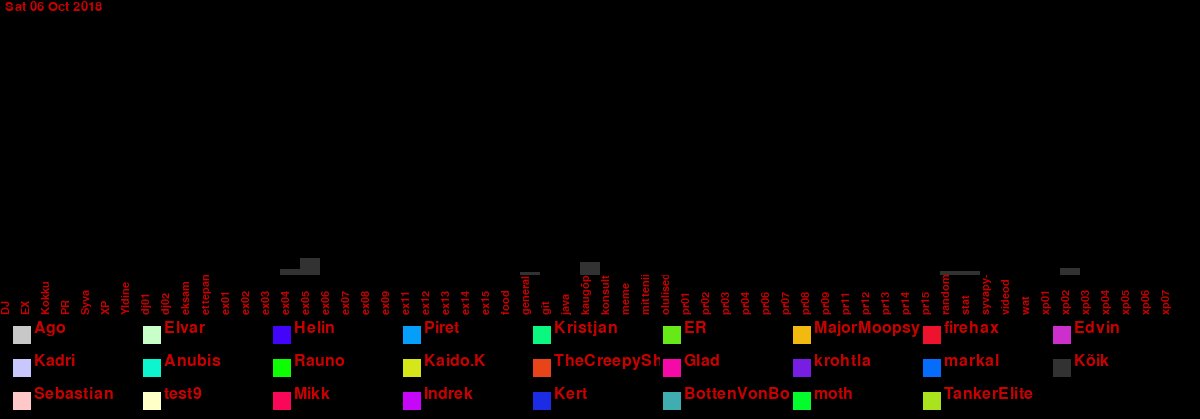 Sat 06 Oct 2018
DJ EX Kokku PR Syva XP Yldine dj01 dj02 eksam ettepan ex01 ex02 ex03 ex04 ex05 ex06 ex07 ex08 ex09 ex11 ex12 ex13 ex14 ex15 food general git java kaugõp konsult meme mittenii olulised pr01 pr02 pr03 pr04 pr06 pr07 pr08 pr09 pr11 pr12 pr13 pr14 pr15 random stat syvapy- videod wat xp01 xp02 xp03 xp04 xp05 xp06 xp07
Ago Elvar Helin Piret Kristjan ER MajorMoopsy firehax Edvin
Kadri Anubis Rauno Kaido.K TheCreepySh Glad krohtla markal Kõik
Sebastian test9 Mikk Indrek Kert BottenVonBo moth TankerElite